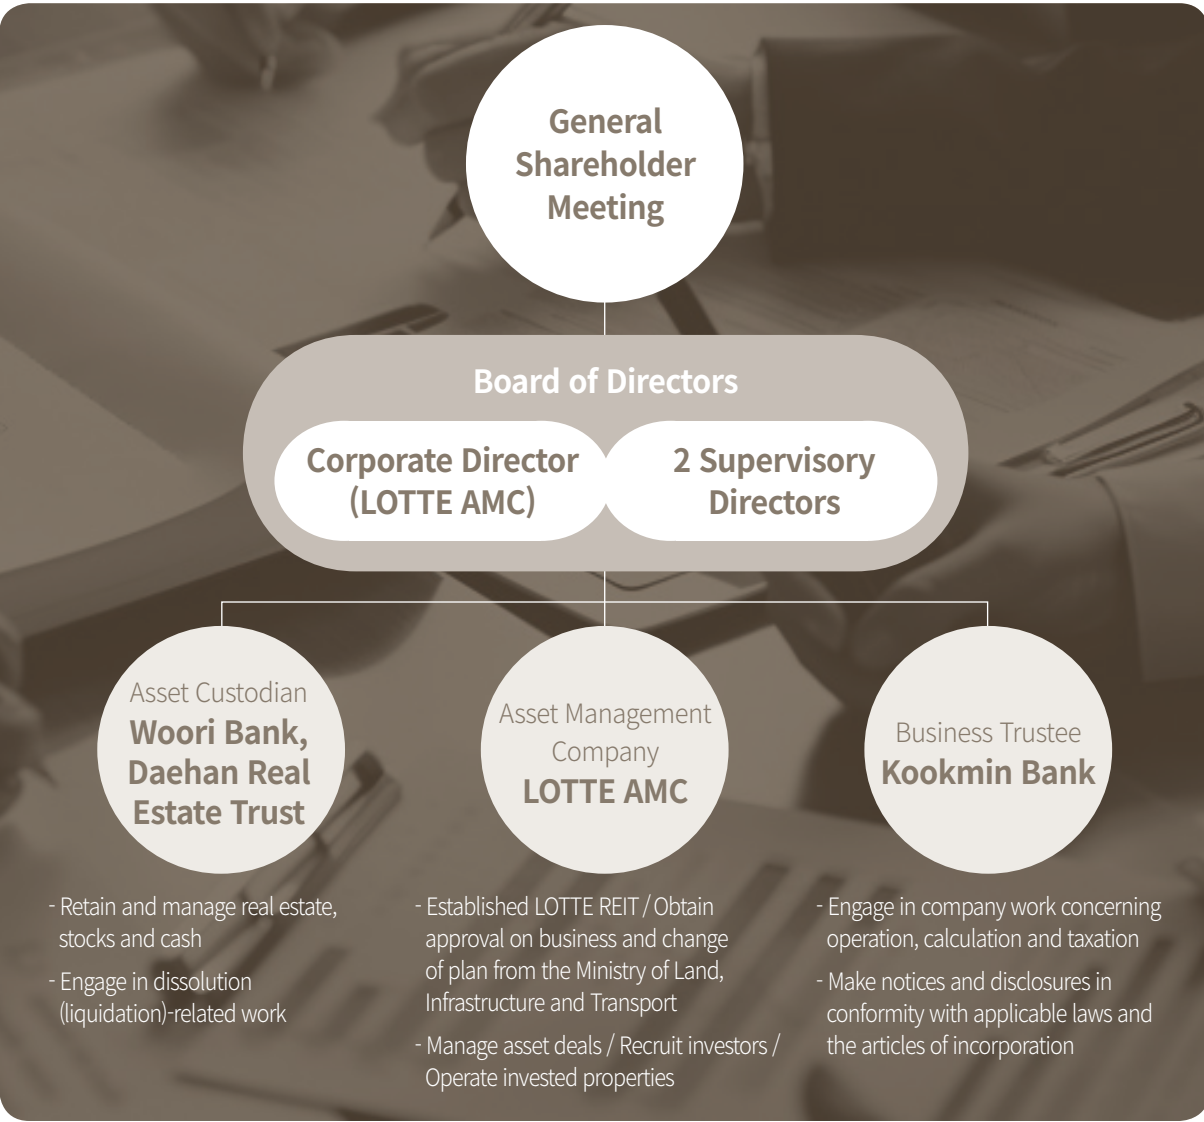 General
Shareholder
Meeting
Board of Directors
Corporate Director
(LOTTE AMC)
2 Supervisory
Directors
Asset Custodian
Woori Bank,
Daehan Real
Estate Trust
- Retain and manage real estate,
stocks and cash
- Engage in dissolution
(liquidation)-related work
Asset Management
Company
LOTTE AMC
- Established LOTTE REIT / Obtain
approval on business and change
of plan from the Ministry of Land,
Infrastructure and Transport
- Manage asset deals / Recruit investors /
Operate invested properties
Business Trustee
Kookmin Bank
- Engage in company work concerning
operation, calculation and taxation
- Make notices and disclosures in
conformity with applicable laws and
the articles of incorporation